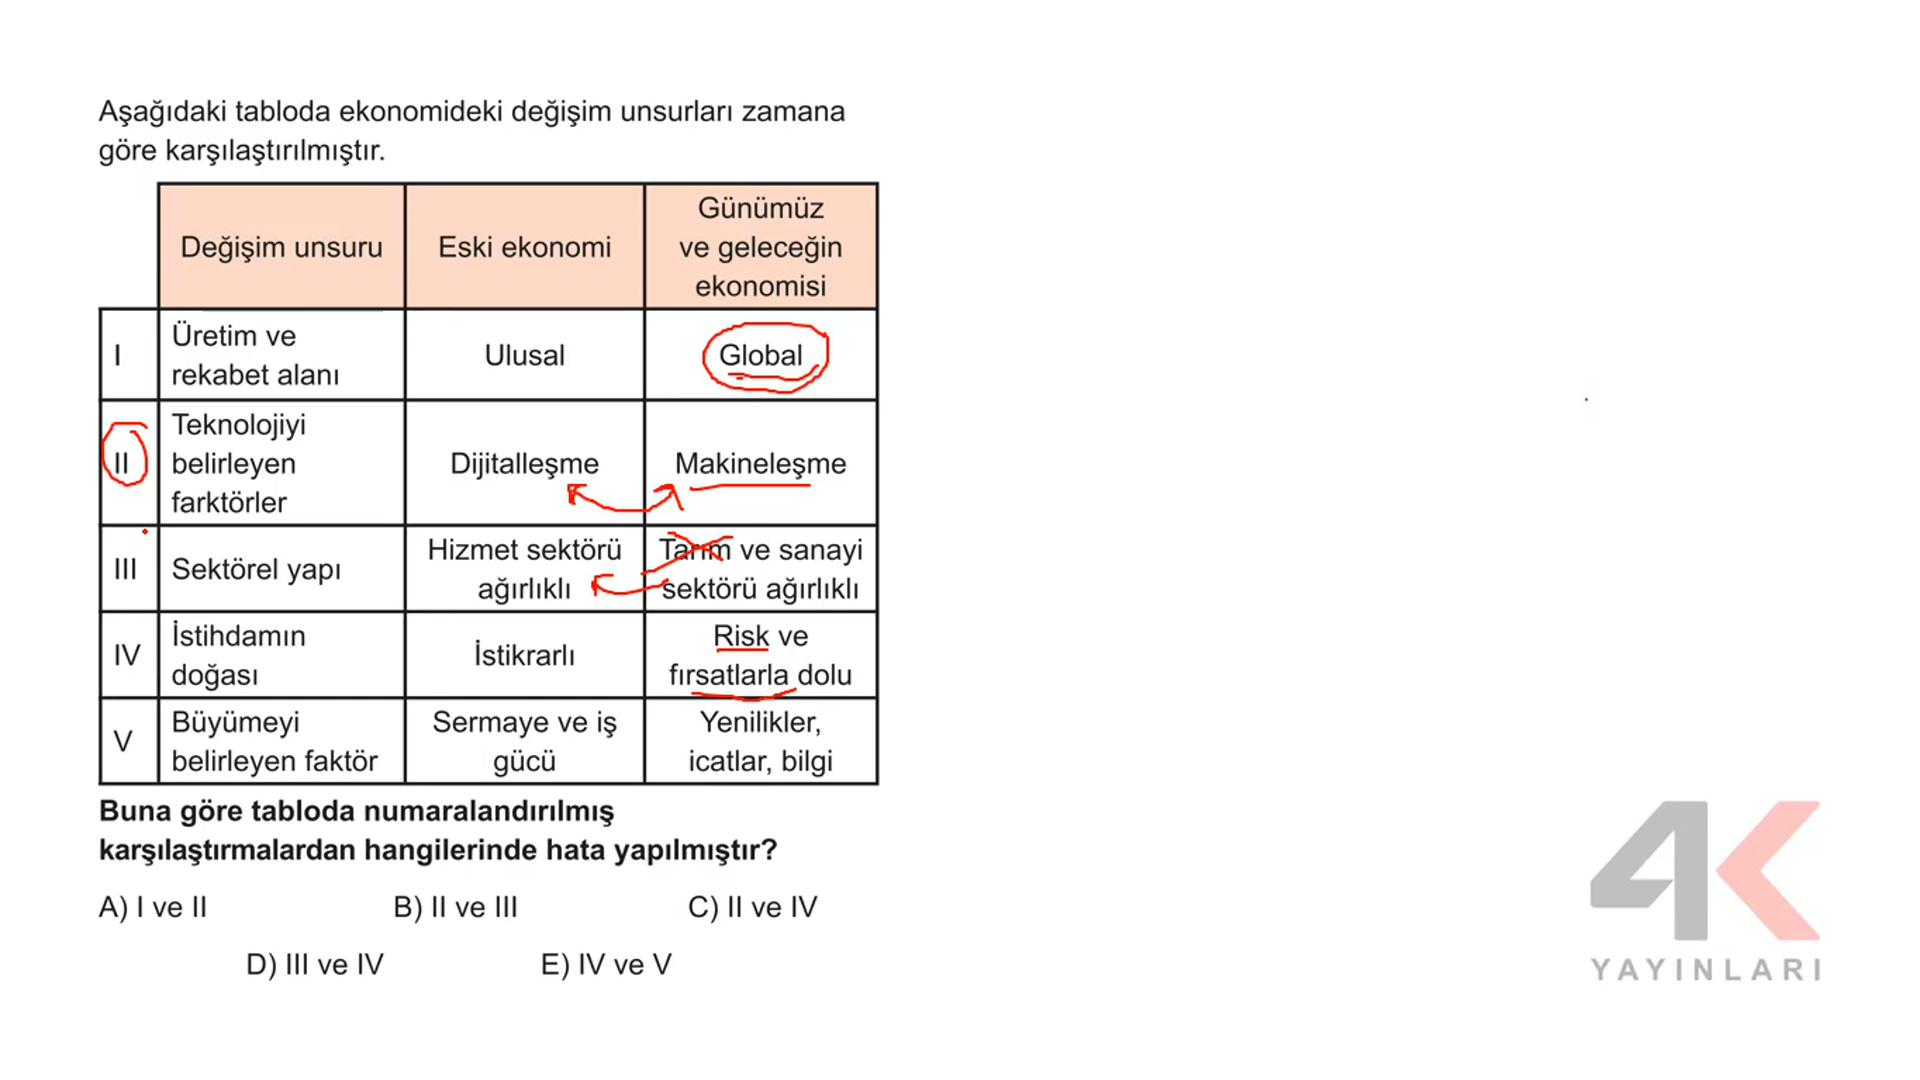 Aşağıdaki tabloda ekonomideki değişim unsurları zamana
göre karşılaştırılmıştır.
Değişim unsuru
Eski ekonomi
Günümüz
ve geleceğin
ekonomisi
I
Üretim ve
rekabet alanı
Ulusal
Global
II
Teknolojiyi
belirleyen
farktörler
Dijitalleşme
Makineleşme
III
Sektörel yapı
Hizmet sektörü
ağırlıklı
Tarım ve sanayi
sektörü ağırlıklı
IV
İstihdamın
doğası
İstikrarlı
Risk ve
fırsatlarla dolu
V
Büyümeyi
belirleyen faktör
Sermaye ve iş
gücü
Yenilikler,
icatlar, bilgi
Buna göre tabloda numaralandırılmış
karşılaştırmalardan hangilerinde hata yapılmıştır?
A) I ve II
B) II ve III
C) II ve IV
D) III ve IV
E) IV ve V
4K
YAYINLARI